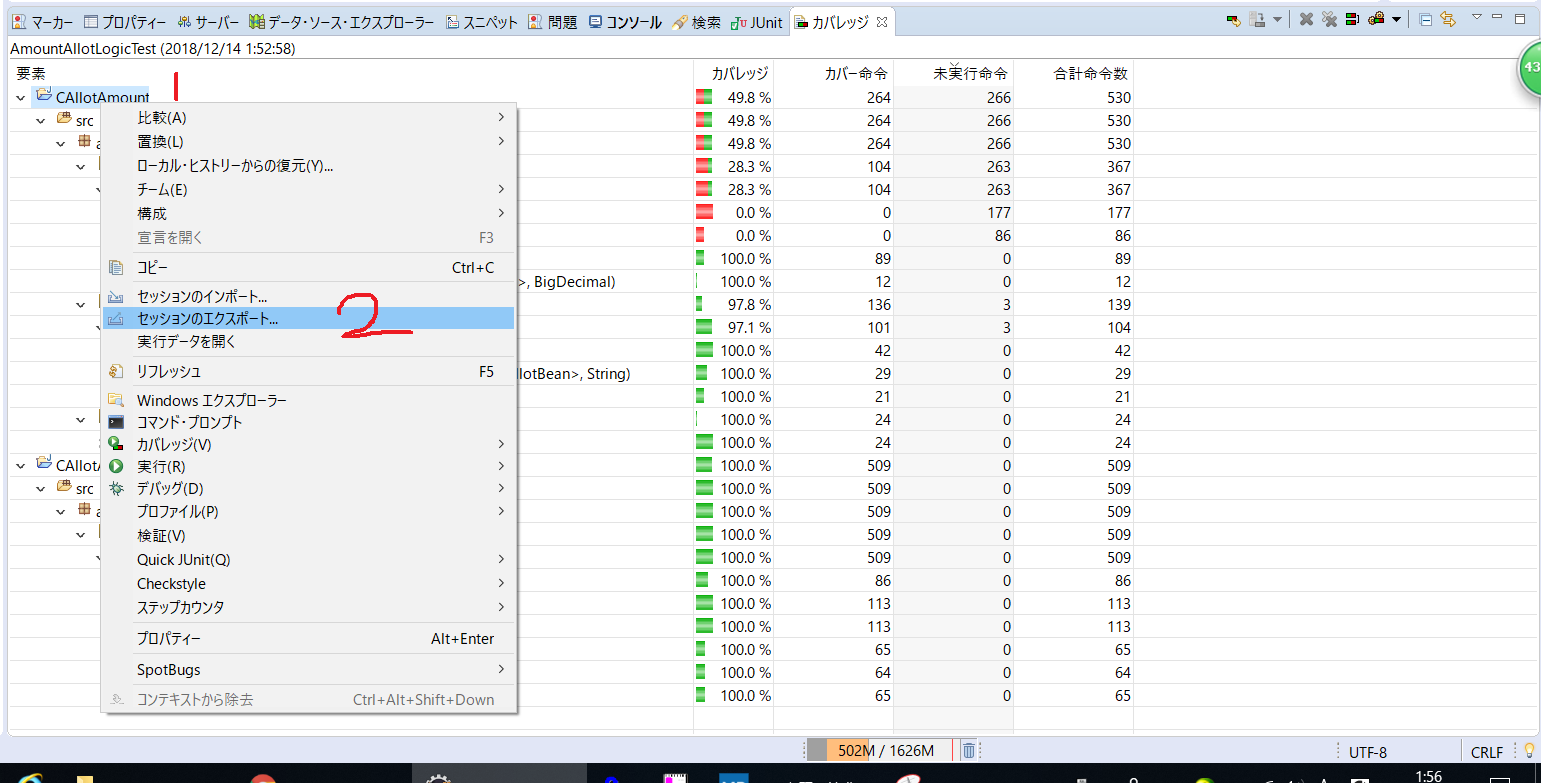 マーカー プロパティー サーバー データ・ソース・エクスプローラー スニペット 問題 コンソール 検索 JUnit カバレッジ
AmountAllotLogicTest (2018/12/14 1:52:58)
要素 カバレッジ カバー命令 未実行命令 合計命令数
43
1
CAllotAmount 49.8 % 264 266 530
src 49.8 % 264 266 530
49.8 % 264 266 530
28.3 % 104 263 367
28.3 % 104 263 367
0.0 % 0 177 177
0.0 % 0 86 86
100.0 % 89 0 89
>, BigDecimal) 100.0 % 12 0 12
97.8 % 136 3 139
97.1 % 101 3 104
100.0 % 42 0 42
llotBean>, String) 100.0 % 29 0 29
100.0 % 21 0 21
100.0 % 24 0 24
100.0 % 24 0 24
CAllotA 100.0 % 509 0 509
src 100.0 % 509 0 509
100.0 % 509 0 509
100.0 % 509 0 509
100.0 % 509 0 509
100.0 % 86 0 86
100.0 % 113 0 113
100.0 % 113 0 113
100.0 % 65 0 65
100.0 % 64 0 64
100.0 % 65 0 65
比較(A)
置換(L)
ローカル・ヒストリーからの復元(Y)...
チーム(E)
構成
宣言を開く F3
コピー Ctrl+C
セッションのインポート...
セッションのエクスポート...
2
実行データを開く
リフレッシュ F5
Windows エクスプローラー
コマンド・プロンプト
カバレッジ(V)
実行(R)
デバッグ(D)
プロファイル(P)
検証(V)
Quick JUnit(Q)
Checkstyle
ステップカウンタ
プロパティー Alt+Enter
SpotBugs
コンテキストから除去 Ctrl+Alt+Shift+Down
502M / 1626M UTF-8 CRLF
1:56